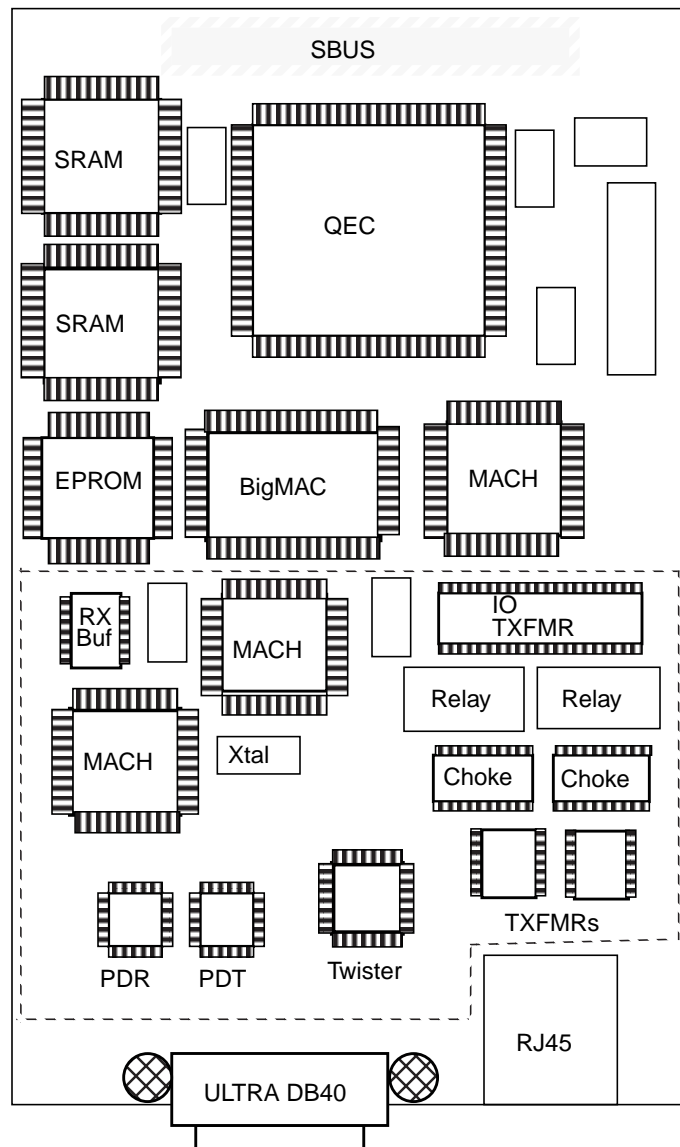 SBUS
SRAM
QEC
SRAM
EPROM
BigMAC
MACH
RX
Buf
MACH
IO
TXFMR
Relay
Relay
MACH
Xtal
Choke
Choke
TXFMRs
PDR
PDT
Twister
RJ45
ULTRA DB40